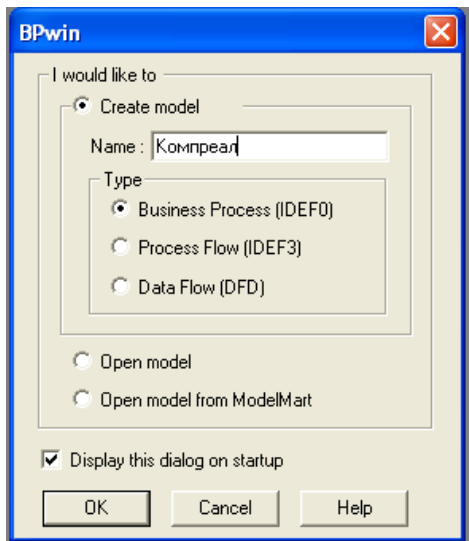 BPwin
I would like to
Create model
Name : Компреал
Type
Business Process (IDEF0)
Process Flow (IDEF3)
Data Flow (DFD)
Open model
Open model from ModelMart
Display this dialog on startup
OK Cancel Help